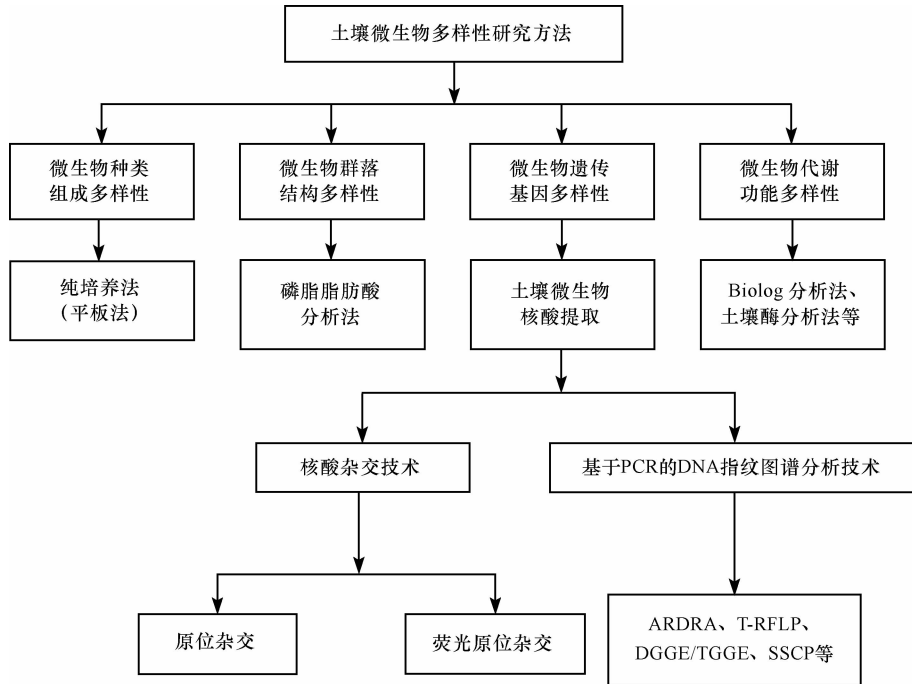 土壤微生物多样性研究方法
微生物种类
组成多样性
微生物群落
结构多样性
微生物遗传
基因多样性
微生物代谢
功能多样性
纯培养法
（平板法）
磷脂脂肪酸
分析法
土壤微生物
核酸提取
Biolog 分析法、
土壤酶分析法等
核酸杂交技术
基于PCR的DNA指纹图谱分析技术
原位杂交
荧光原位杂交
ARDRA、T-RFLP、
DGGE/TGGE、SSCP等